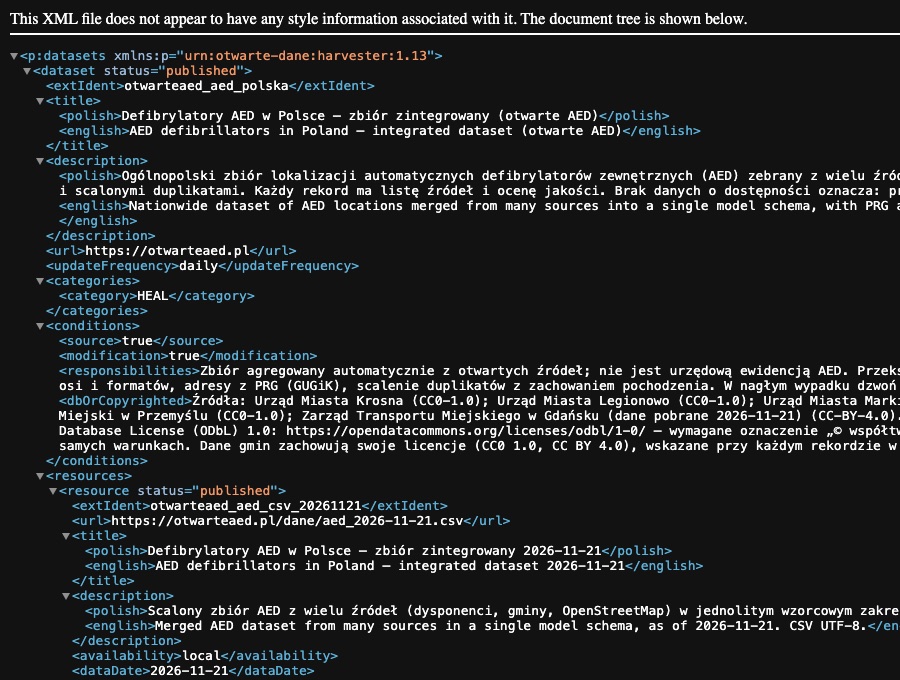 This XML file does not appear to have any style information associated with it. The document tree is shown below.
▼<p:datasets xmlns:p="urn:otwarte-dane:harvester:1.13">
▼<dataset status="published">
<extIdent>otwarteaed_aed_polska</extIdent>
▼<title>
<polish>Defibrylatory AED w Polsce – zbiór zintegrowany (otwarte AED)</polish>
<english>AED defibrillators in Poland – integrated dataset (otwarte AED)</english>
</title>
▼<description>
<polish>Ogólnopolski zbiór lokalizacji automatycznych defibrylatorów zewnętrznych (AED) zebrany z wielu
i scalonymi duplikatami. Każdy rekord ma listę źródeł i ocenę jakości. Brak danych o dostępności oznacza:
<english>Nationwide dataset of AED locations merged from many sources into a single model schema, with PRG
</english>
</description>
<url>https://otwarteaed.pl</url>
<updateFrequency>daily</updateFrequency>
▼<categories>
<category>HEAL</category>
</categories>
▼<conditions>
<source>true</source>
<modification>true</modification>
<responsibilities>Zbiór agregowany automatycznie z otwartych źródeł; nie jest urzędową ewidencją AED.
osi i formatów, adresy z PRG (GUGiK), scalenie duplikatów z zachowaniem pochodzenia. W nagłym wypadku dzwoń
<dbOrCopyrighted>Źródła: Urząd Miasta Krosna (CC0-1.0); Urząd Miasta Legionowo (CC0-1.0); Urząd Miasta
Miejski w Przemyślu (CC0-1.0); Zarząd Transportu Miejskiego w Gdańsku (dane pobrane 2026-11-21) (CC-BY-4.0).
Database License (ODbL) 1.0: https://opendatacommons.org/licenses/odbl/1-0/ – wymagane oznaczenie „©
samych warunkach. Dane gmin zachowują swoje licencje (CC0 1.0, CC BY 4.0), wskazane przy każdym rekordzie w
</conditions>
▼<resources>
▼<resource status="published">
<extIdent>otwarteaed_aed_csv_20261121</extIdent>
<url>https://otwarteaed.pl/dane/aed_2026-11-21.csv</url>
▼<title>
<polish>Defibrylatory AED w Polsce – zbiór zintegrowany 2026-11-21</polish>
<english>AED defibrillators in Poland – integrated dataset 2026-11-21</english>
</title>
▼<description>
<polish>Scalony zbiór AED z wielu źródeł (dysponenci, gminy, OpenStreetMap) w jednolitym wzorcowym
<english>Merged AED dataset from many sources in a single model schema, as of 2026-11-21. CSV UTF-8.
</description>
<availability>local</availability>
<dataDate>2026-11-21</dataDate>